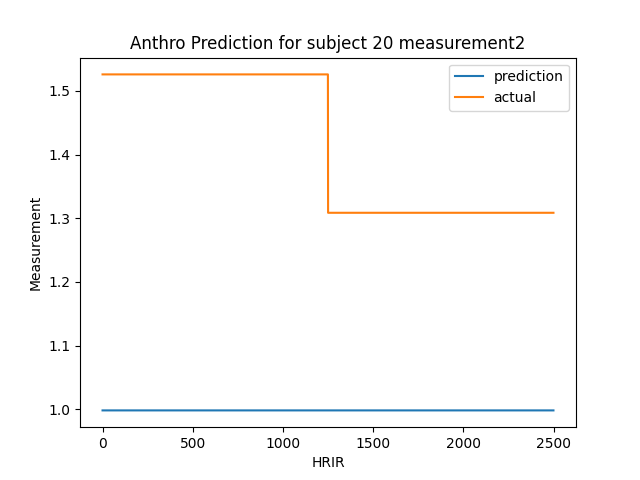 Anthro Prediction for subject 20 measurement2
prediction
actual
Measurement
1.5
1.4
1.3
1.2
1.1
1.0
0
500
1000
1500
2000
2500
HRIR